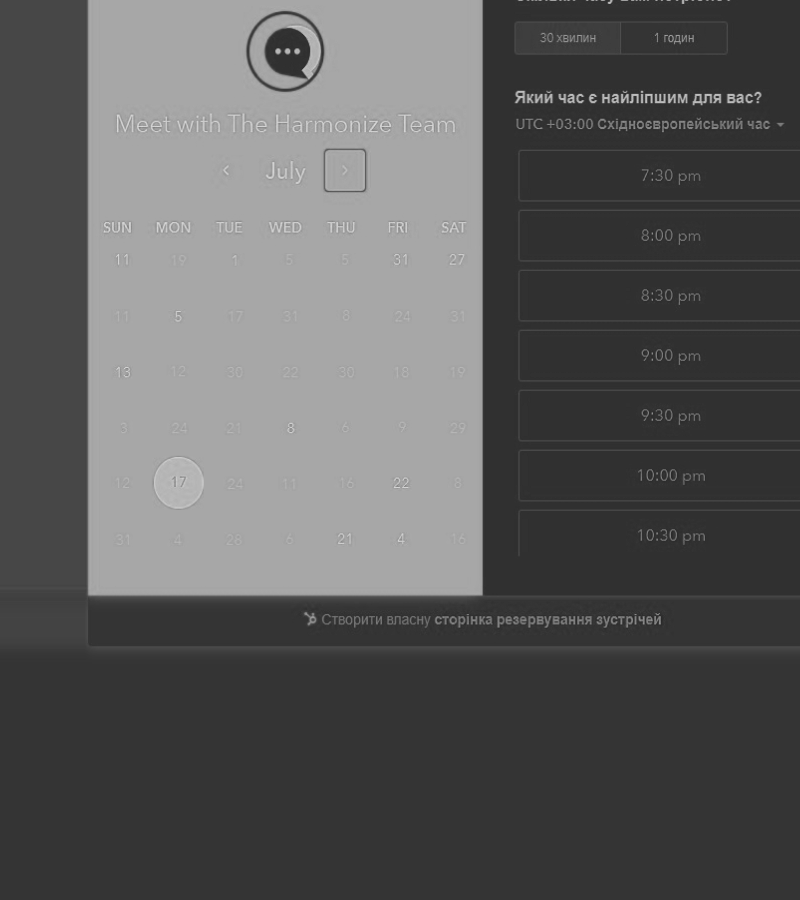 Meet with The Harmonize Team
July
SUN MON TUE WED THU FRI SAT
11 19 1 5 5 31 27
11 5 17 31 8 24 31
13 12 30 22 30 18 19
3 24 21 8 6 9 29
12 17 24 11 16 22 8
31 4 28 6 21 4 16
30 хвилин 1 годин
Який час є найліпшим для вас?
UTC +03:00 Східноєвропейський час
7:30 pm
8:00 pm
8:30 pm
9:00 pm
9:30 pm
10:00 pm
10:30 pm
Створити власну сторінка резервування зустрічей